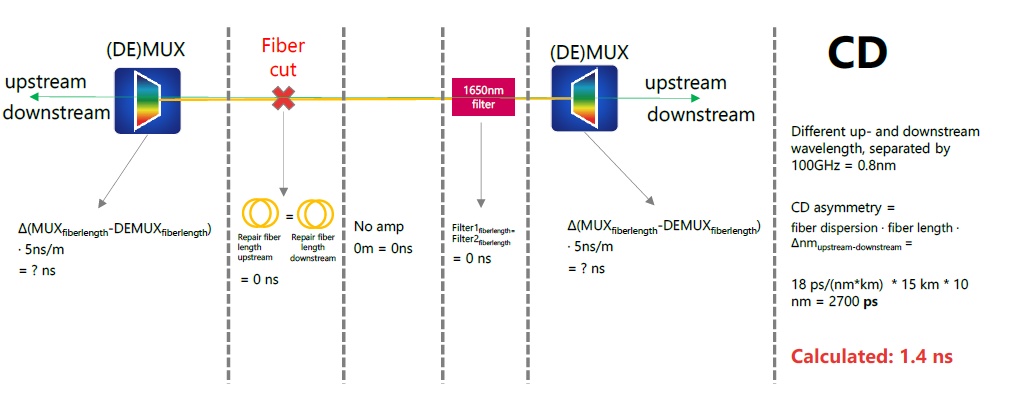 (DE)MUX
upstream
downstream
Δ(MUXfiberlength-DEMUXfiberlength)
· 5ns/m
= ? ns
Fiber
cut
=
Repair fiber
length
upstream
Repair fiber
length
downstream
= 0 ns
No amp
0m = 0ns
1650nm
filter
Filter1fiberlength=
Filter2fiberlength
= 0 ns
(DE)MUX
upstream
downstream
Δ(MUXfiberlength-DEMUXfiberlength)
· 5ns/m
= ? ns
CD
Different up- and downstream
wavelength, separated by
100GHz = 0.8nm
CD asymmetry =
fiber dispersion · fiber length ·
Δnmupstream-downstream =
18 ps/(nm*km) * 15 km * 10
nm = 2700 ps
Calculated: 1.4 ns